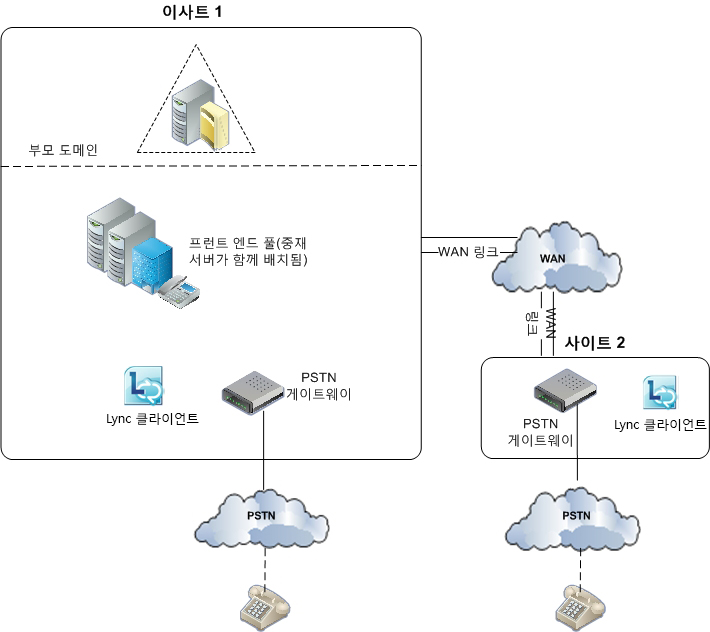 이사트 1
부모 도메인
프런트 엔드 풀(중재
서버가 함께 배치됨)
WAN 링크
WAN
WAN
링크
사이트 2
PSTN
게이트웨이
Lync 클라이언트
PSTN
게이트웨이
Lync 클라이언트
PSTN
PSTN